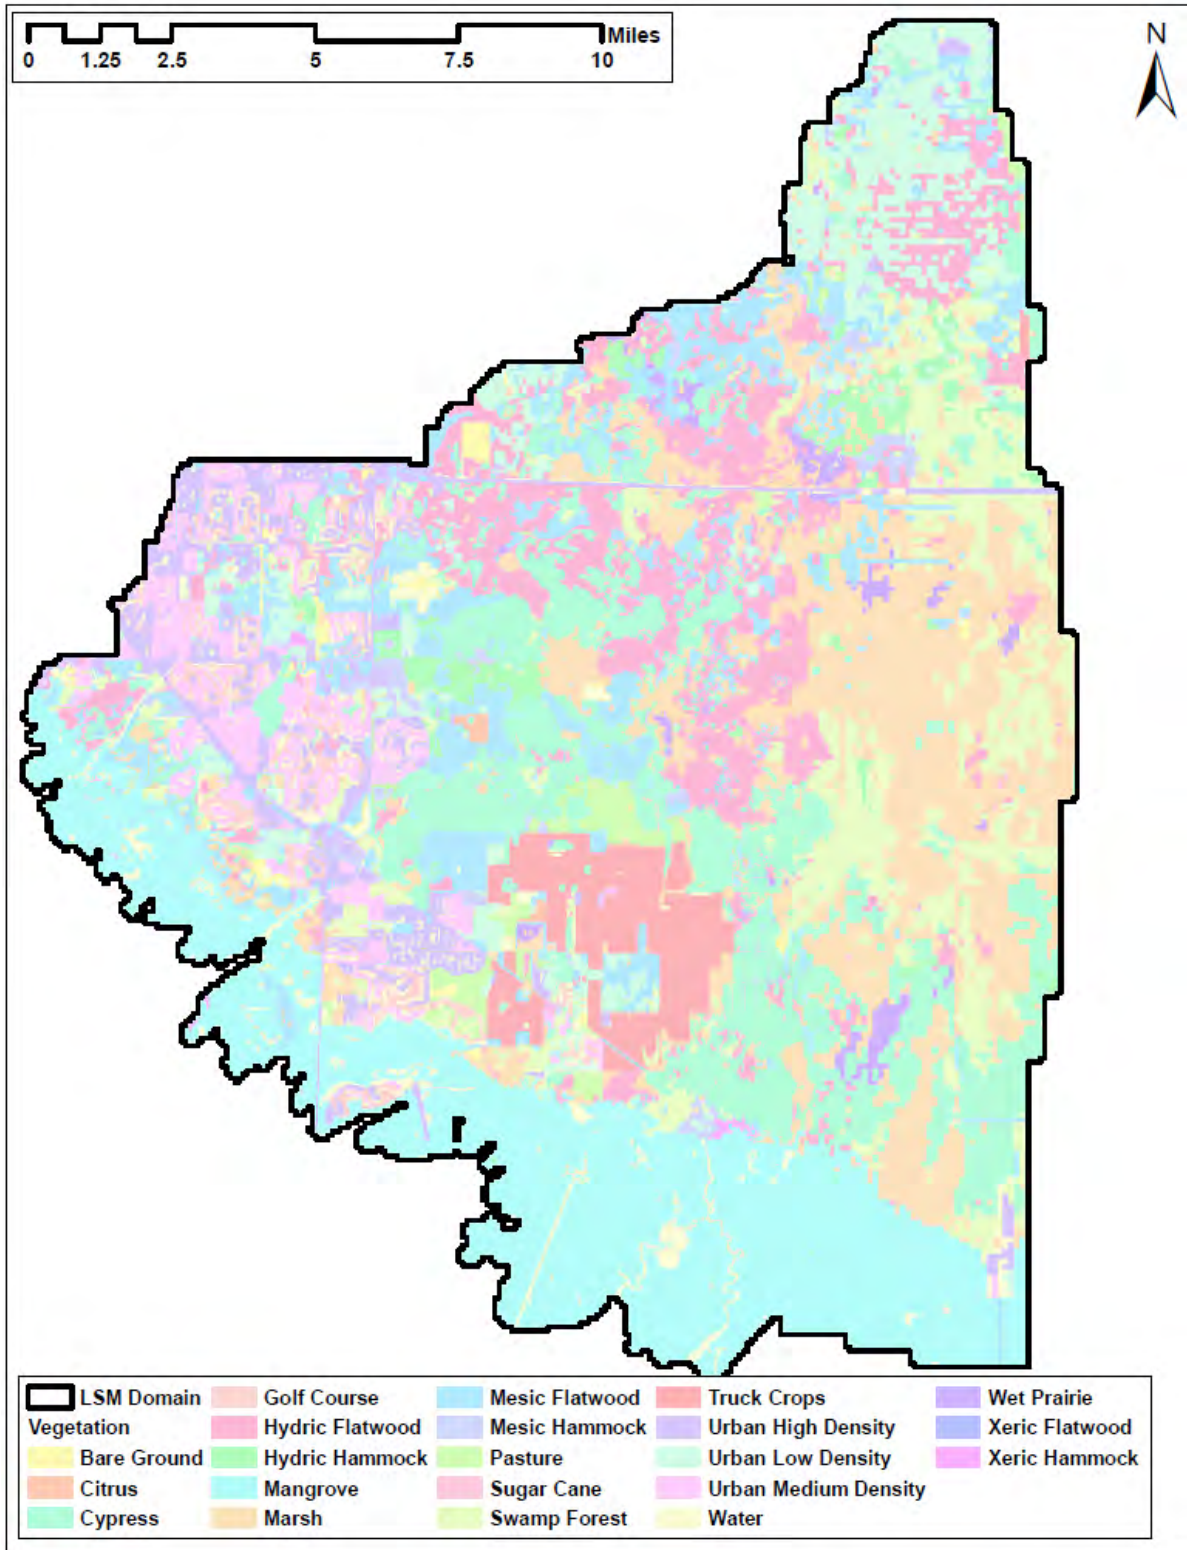 Miles
0 1.25 2.5 5 7.5 10
N
LSM Domain Golf Course Mesic Flatwood Truck Crops Wet Prairie
Vegetation Hydric Flatwood Mesic Hammock Urban High Density Xeric Flatwood
Bare Ground Hydric Hammock Pasture Urban Low Density Xeric Hammock
Citrus Mangrove Sugar Cane Urban Medium Density
Cypress Marsh Swamp Forest Water